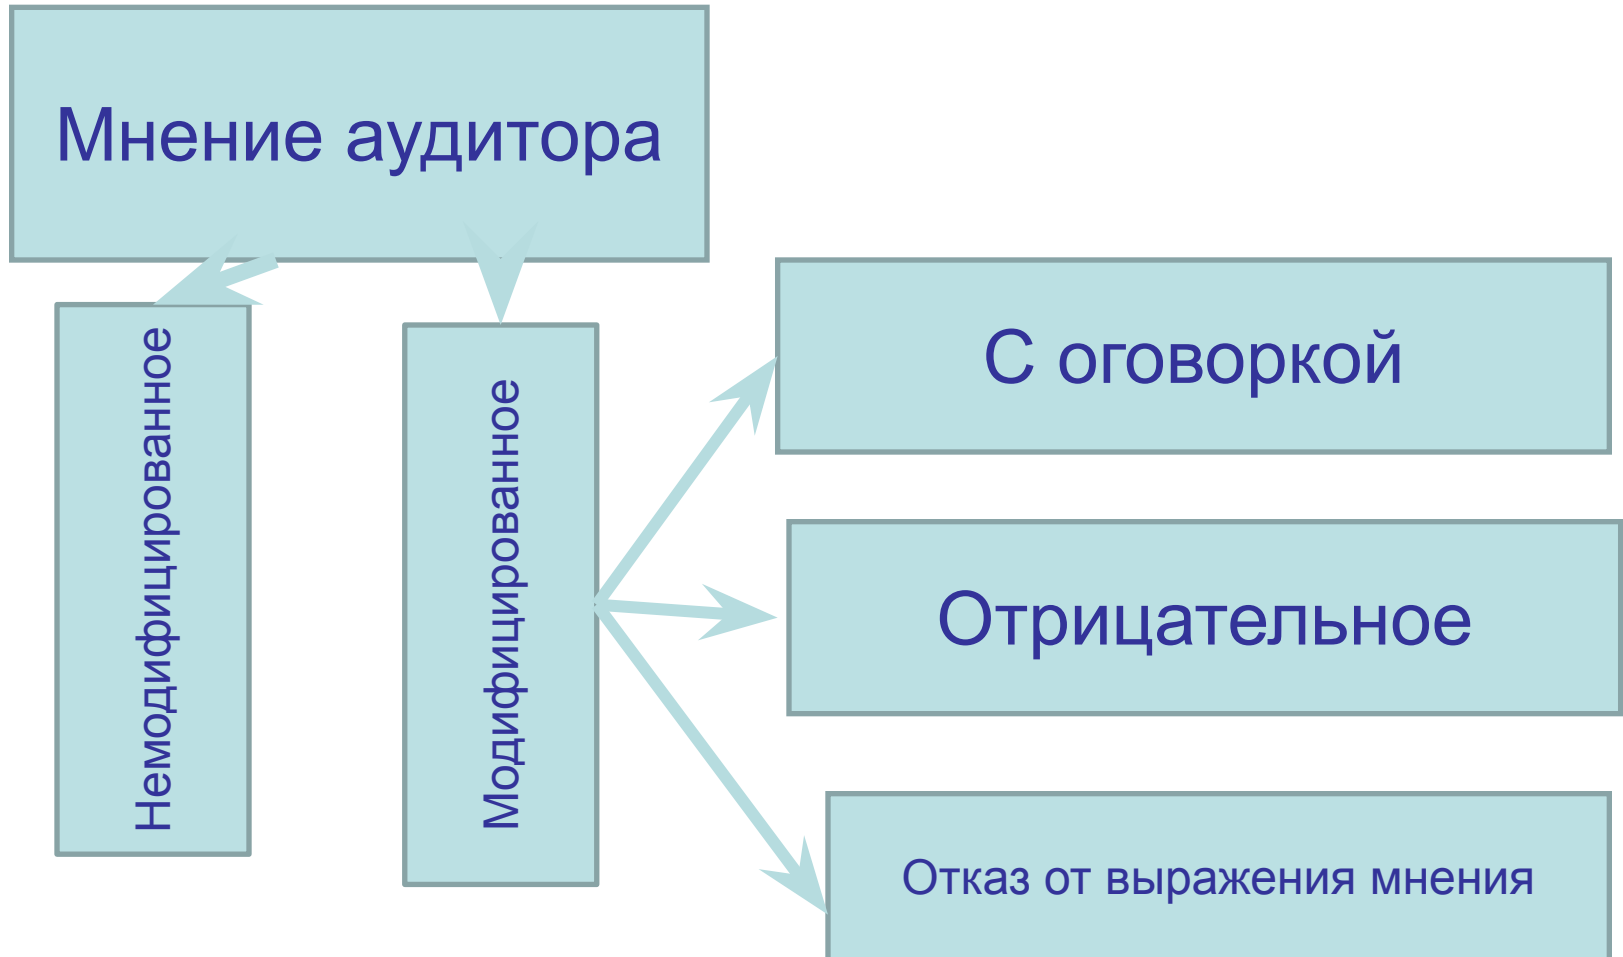 Мнение аудитора
Немодифицированное
Модифицированное
С оговоркой
Отрицательное
Отказ от выражения мнения